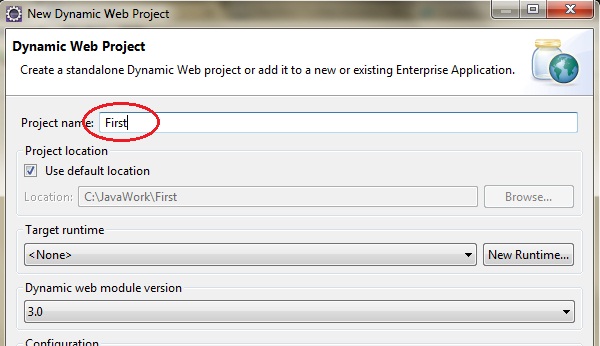 New Dynamic Web Project
Dynamic Web Project
Create a standalone Dynamic Web project or add it to a new or existing Enterprise Application.
Project name: First
Project location
Use default location
Location: C:\JavaWork\First Browse...
Target runtime
<None> New Runtime...
Dynamic web module version
3.0
Configuration